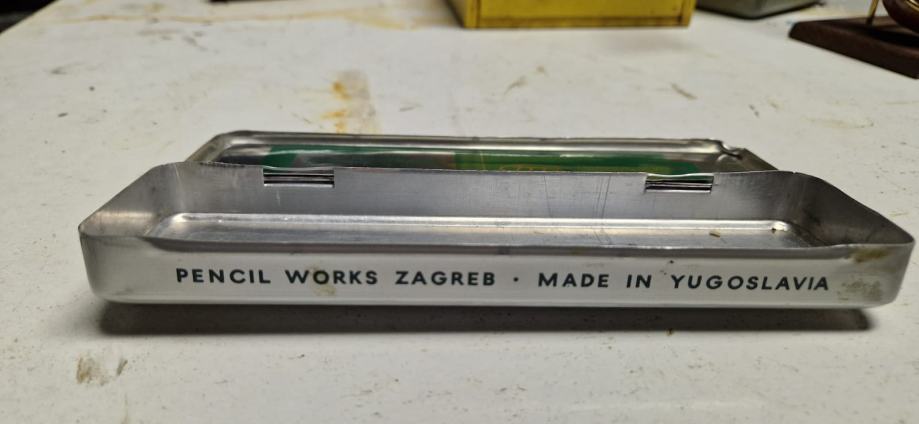 PENCIL WORKS ZAGREB · MADE IN YUGOSLAVIA